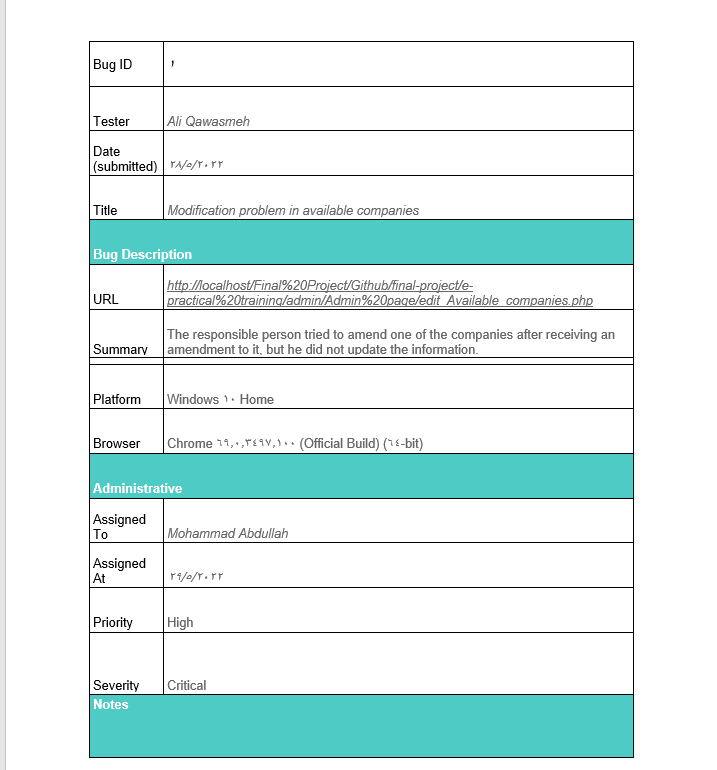 Bug ID ١
Tester Ali Qawasmeh
Date
(submitted) ٢٨/٥/٢٠٢٢
Title Modification problem in available companies
Bug Description
http://localhost/Final%20Project/Github/final-project/e-
URL practical%20training/admin/Admin%20page/edit_Available_companies.php
The responsible person tried to amend one of the companies after receiving an
Summary amendment to it, but he did not update the information.
Platform Windows ١٠ Home
Browser Chrome ٦٩,٠,٣٤٩٧,١٠٠ (Official Build) (٦٤-bit)
Administrative
Assigned
To Mohammad Abdullah
Assigned
At ٢٩/٥/٢٠٢٢
Priority High
Severity Critical
Notes